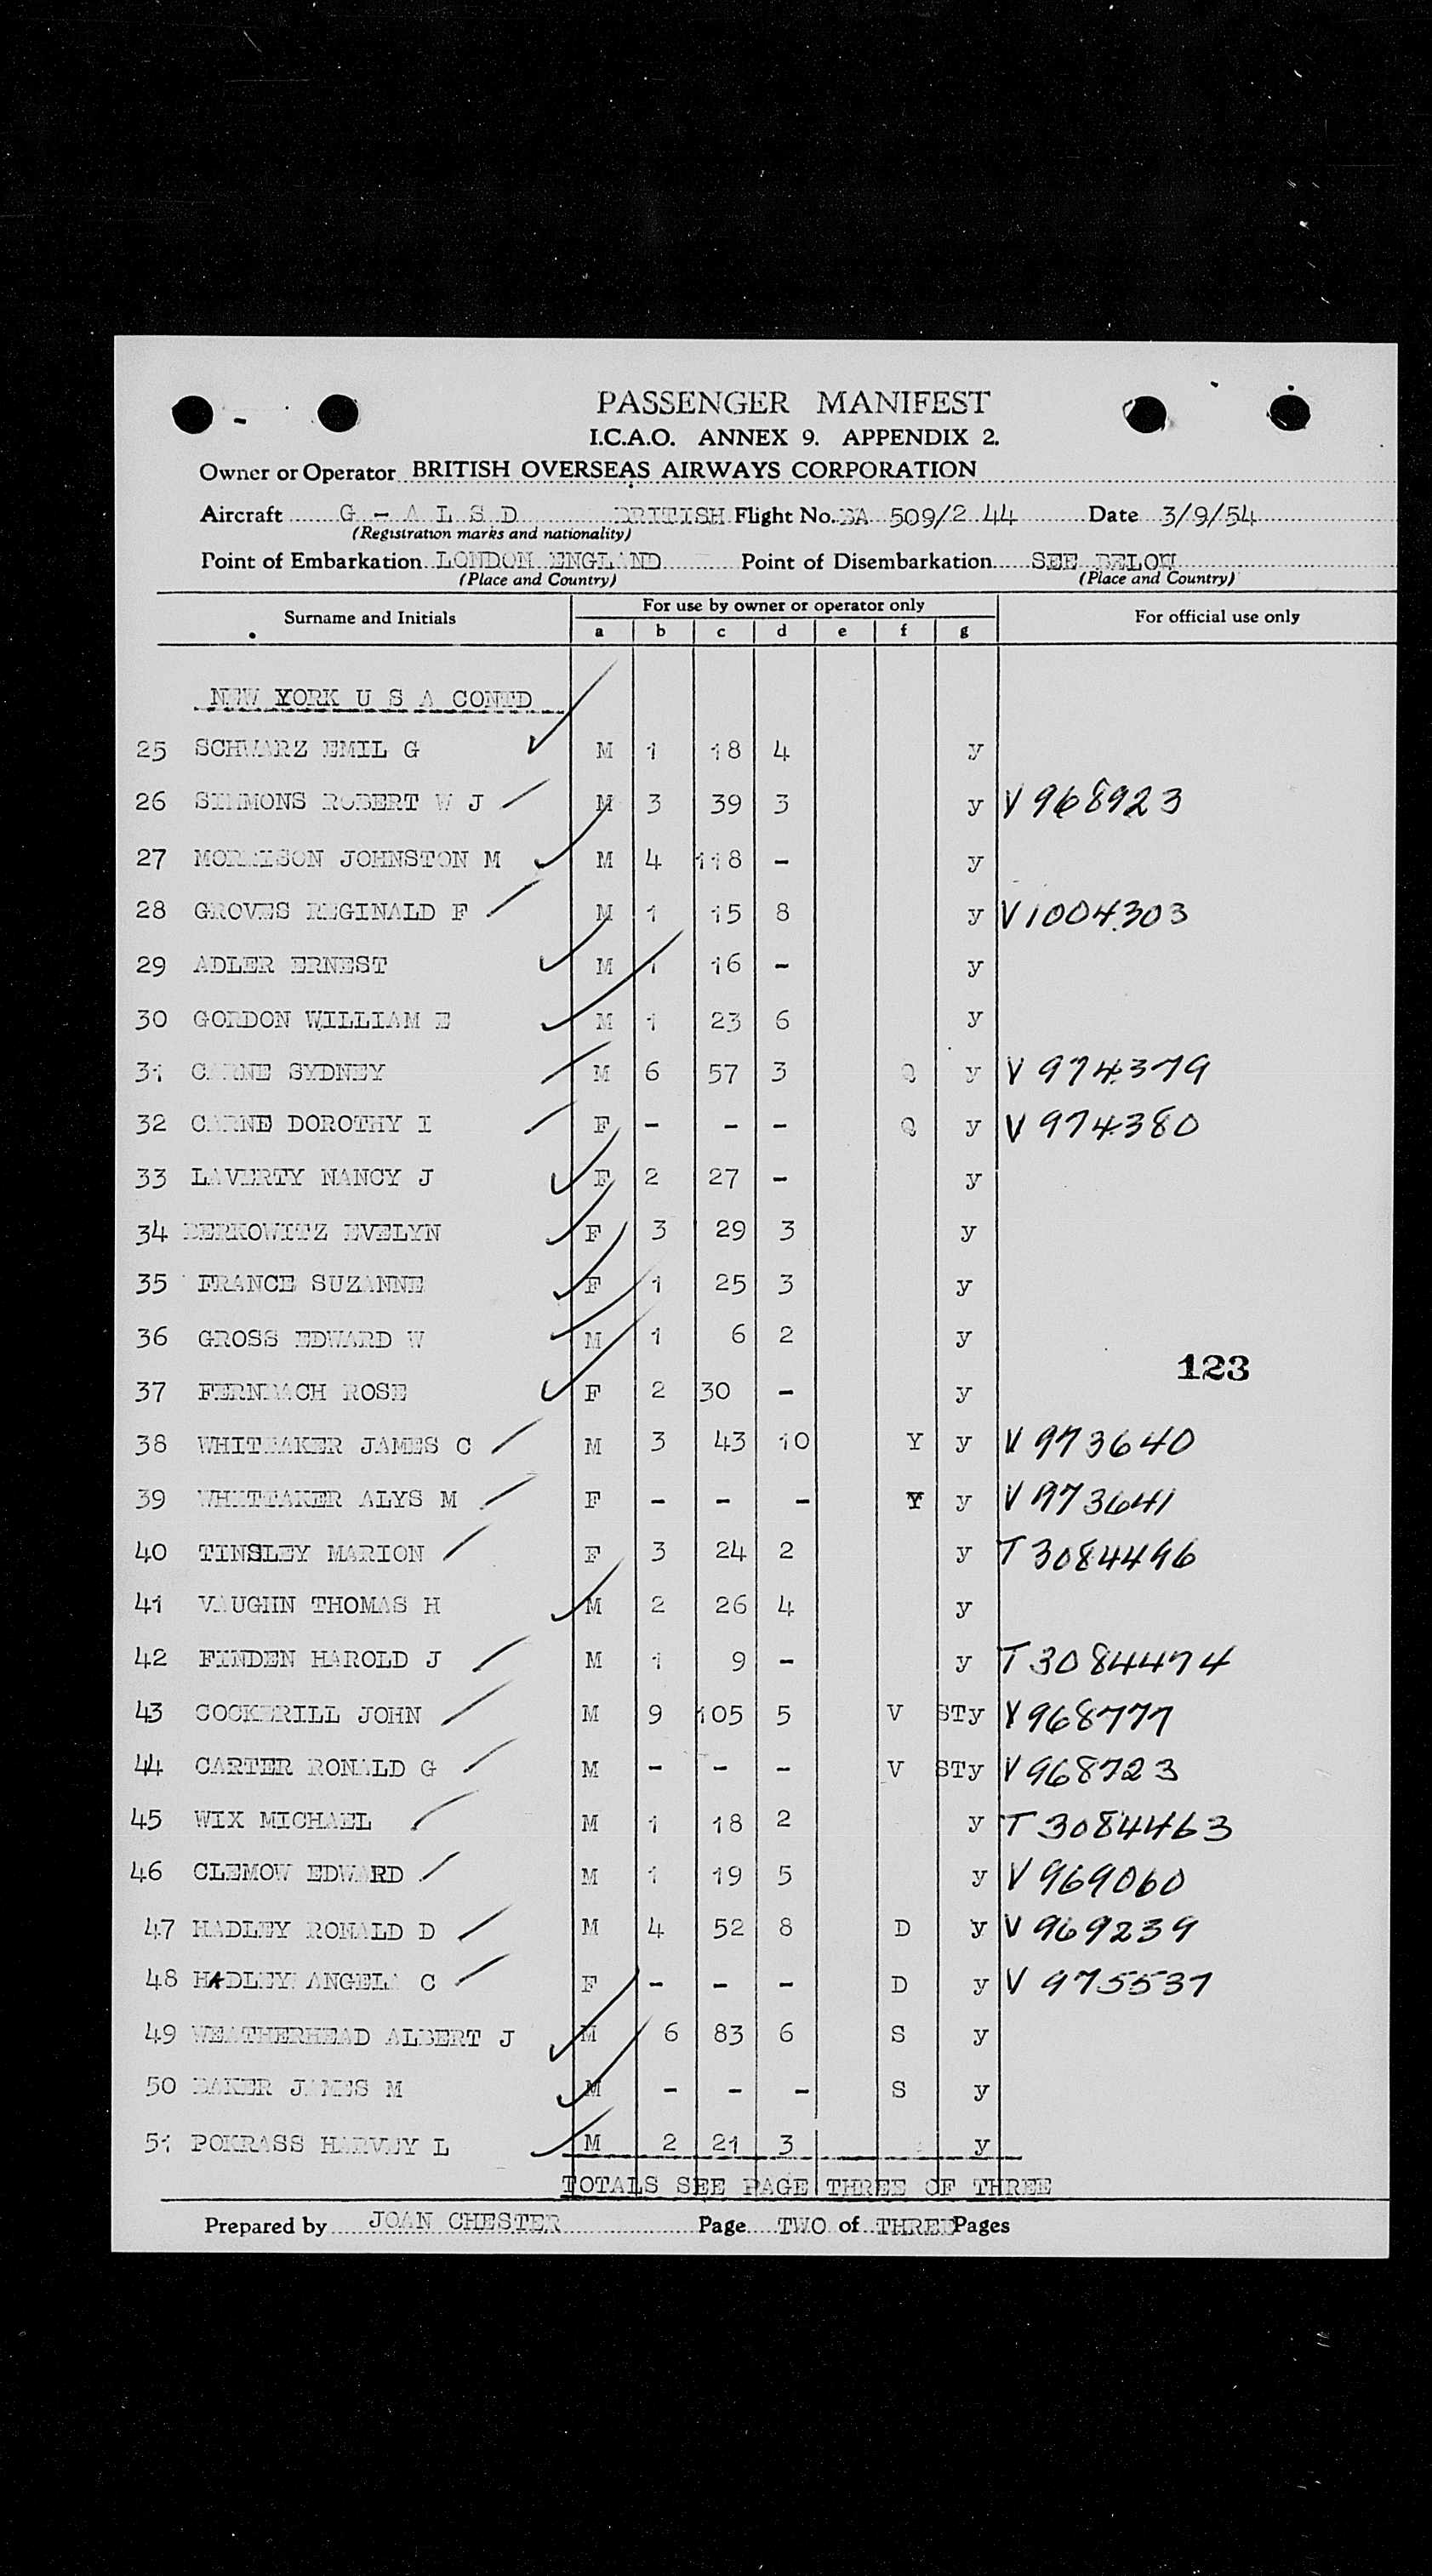 PASSENGER MANIFEST
I.C.A.O. ANNEX 9. APPENDIX 2.
Owner or Operator BRITISH OVERSEAS AIRWAYS CORPORATION
Aircraft G - A L S D BRITISH Flight No. BA 509/2 44 Date 3/9/54
(Registration marks and nationality)
Point of Embarkation LONDON ENGLAND Point of Disembarkation SEE BELOW
(Place and Country) (Place and Country)
Surname and Initials For use by owner or operator only For official use only
a b c d e f g
NEW YORK U S A CONTD
25 SCHWARZ EMIL G M 1 18 4 y
26 SIMMONS ROBERT W J M 3 39 3 y V 968923
27 MORRISON JOHNSTON M M 4 118 - y
28 GROVES REGINALD F M 1 15 8 y V1004303
29 ADLER ERNEST M 1 16 - y
30 GORDON WILLIAM E M 1 23 6 y
31 CARNE SYDNEY M 6 57 3 Q y V 974379
32 CARNE DOROTHY I F - - - Q y V 974380
33 LAVERTY NANCY J F 2 27 - y
34 BERKOWITZ EVELYN F 3 29 3 y
35 FRANCE SUZANNE F 1 25 3 y
36 GROSS EDWARD W M 1 6 2 y
123
37 FERNBACH ROSE F 2 30 - y
38 WHITTAKER JAMES C M 3 43 10 Y y V 973640
39 WHITTAKER ALYS M F - - - Y y V 973641
40 TINSLEY MARION F 3 24 2 y T 3084496
41 VAUGHN THOMAS H M 2 26 4 y
42 FINDEN HAROLD J M 1 9 - y T 3084474
43 COCKERILL JOHN M 9 105 5 V STy V968777
44 CARTER RONALD G M - - - V STy V968723
45 WIX MICHAEL M 1 18 2 y T 3084463
46 CLEMOW EDWARD M 1 19 5 y V 969060
47 HADLEY RONALD D M 4 52 8 D y V 969239
48 HADLEY ANGELA C F - - - D y V 975537
49 WEATHERHEAD ALBERT J M 6 83 6 S y
50 BAKER JAMES M M - - - S y
51 POKRASS HARVEY L M 2 21 3 y
TOTALS SEE PAGE THREE OF THREE
Prepared by JOAN CHESTER Page TWO of THREE Pages